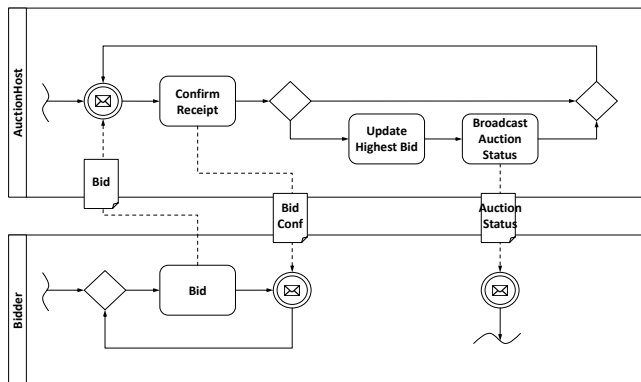 AuctionHost
Confirm
Receipt
Update
Highest Bid
Broadcast
Auction
Status
Bid
Bid
Conf
Auction
Status
Bidder
Bid